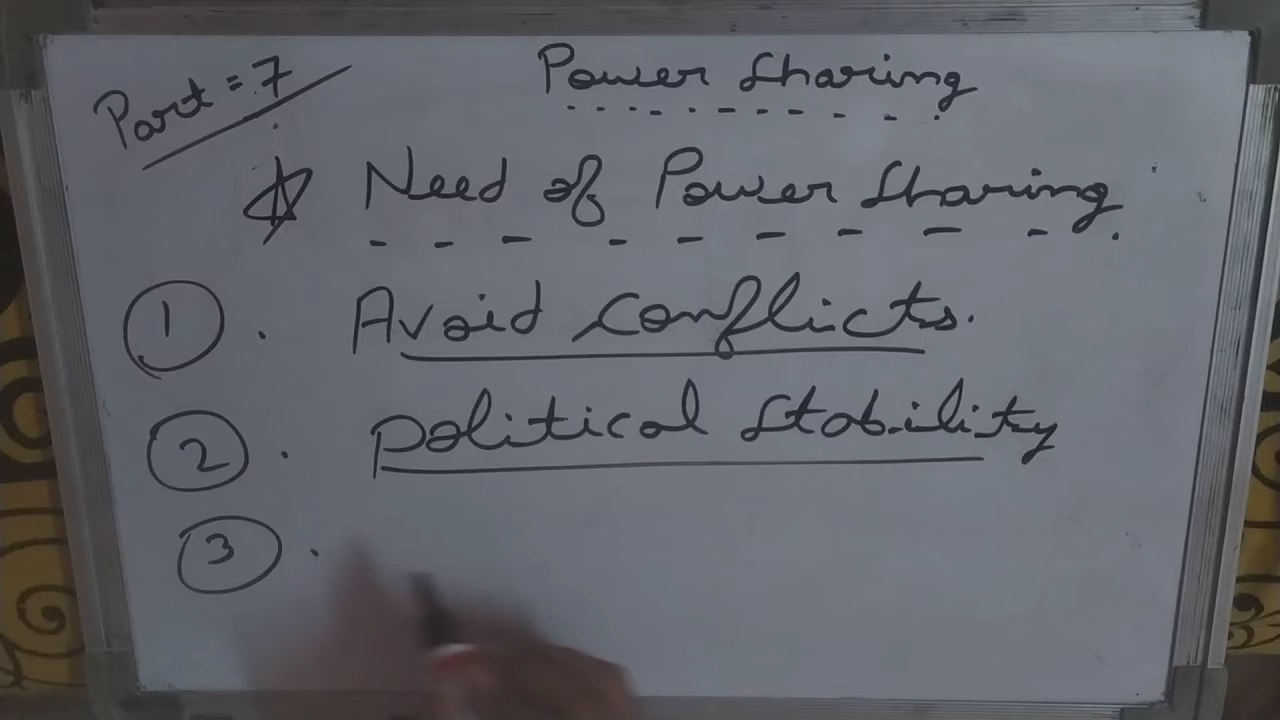 Part = 7
Power Sharing
Need of Power Sharing
1. Avoid conflicts.
2. political stability
3.